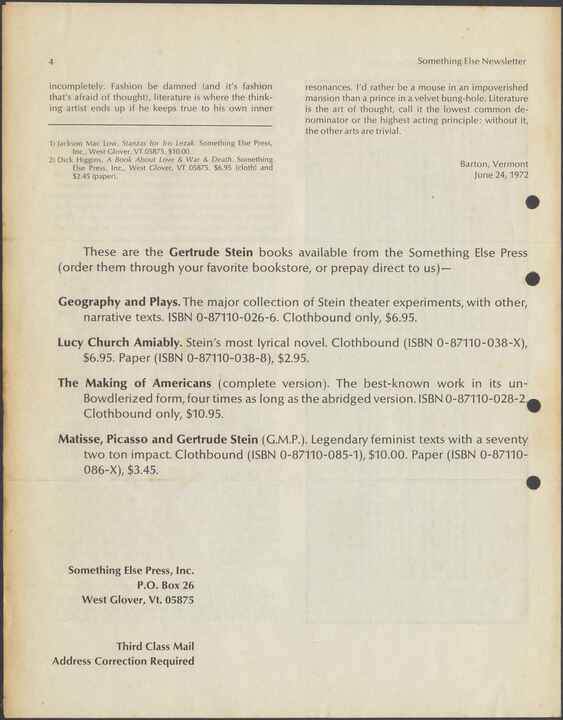 4
Something Else Newsletter
incompletely. Fashion be damned (and it's fashion
that's afraid of thought), literature is where the think-
ing artist ends up if he keeps true to his own inner
1) Jackson Mac Low, Stanzas for Iris Lezak. Something Else Press,
Inc., West Glover, VT 05875, $10.00.
2) Dick Higgins, A Book About Love & War & Death. Something
Else Press, Inc., West Glover, VT 05875, $6.95 (cloth) and
$2.45 (paper).
resonances. I'd rather be a mouse in an impoverished
mansion than a prince in a velvet bung-hole. Literature
is the art of thought, call it the lowest common de-
nominator or the highest acting principle: without it,
the other arts are trivial.
Barton, Vermont
June 24, 1972
These are the Gertrude Stein books available from the Something Else Press
(order them through your favorite bookstore, or prepay direct to us)—
Geography and Plays. The major collection of Stein theater experiments, with other,
narrative texts. ISBN 0-87110-026-6. Clothbound only, $6.95.
Lucy Church Amiably. Stein's most lyrical novel. Clothbound (ISBN 0-87110-038-X),
$6.95. Paper (ISBN 0-87110-038-8), $2.95.
The Making of Americans (complete version). The best-known work in its un-
Bowdlerized form, four times as long as the abridged version. ISBN 0-87110-028-2.
Clothbound only, $10.95.
Matisse, Picasso and Gertrude Stein (G.M.P.). Legendary feminist texts with a seventy
two ton impact. Clothbound (ISBN 0-87110-085-1), $10.00. Paper (ISBN 0-87110-
086-X), $3.45.
Something Else Press, Inc.
P.O. Box 26
West Glover, Vt. 05875
Third Class Mail
Address Correction Required